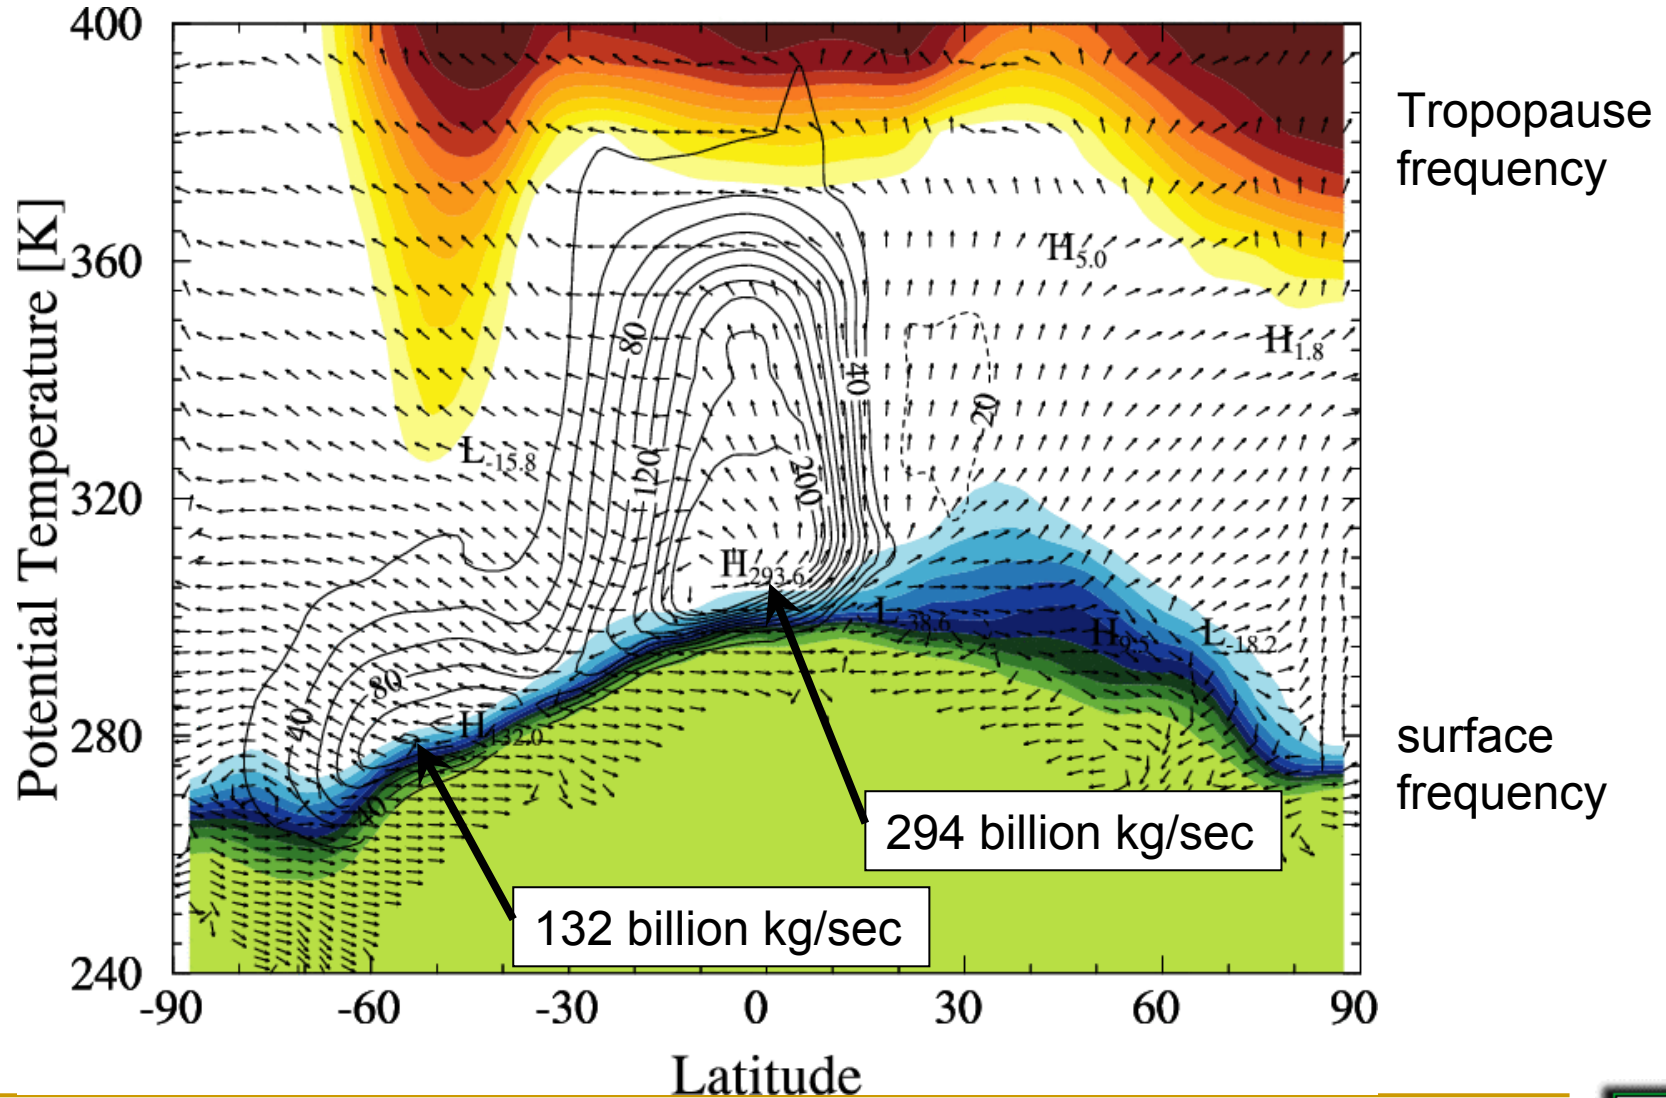 400
360
320
280
240
Potential Temperature [K]
-90
-60
-30
0
30
60
90
Latitude
Tropopause
frequency
surface
frequency
H5.0
H1.8
80
40
20
L-15.8
120
200
H293.6
L-38.6
H9.5
L-18.2
80
40
H132.0
40
294 billion kg/sec
132 billion kg/sec